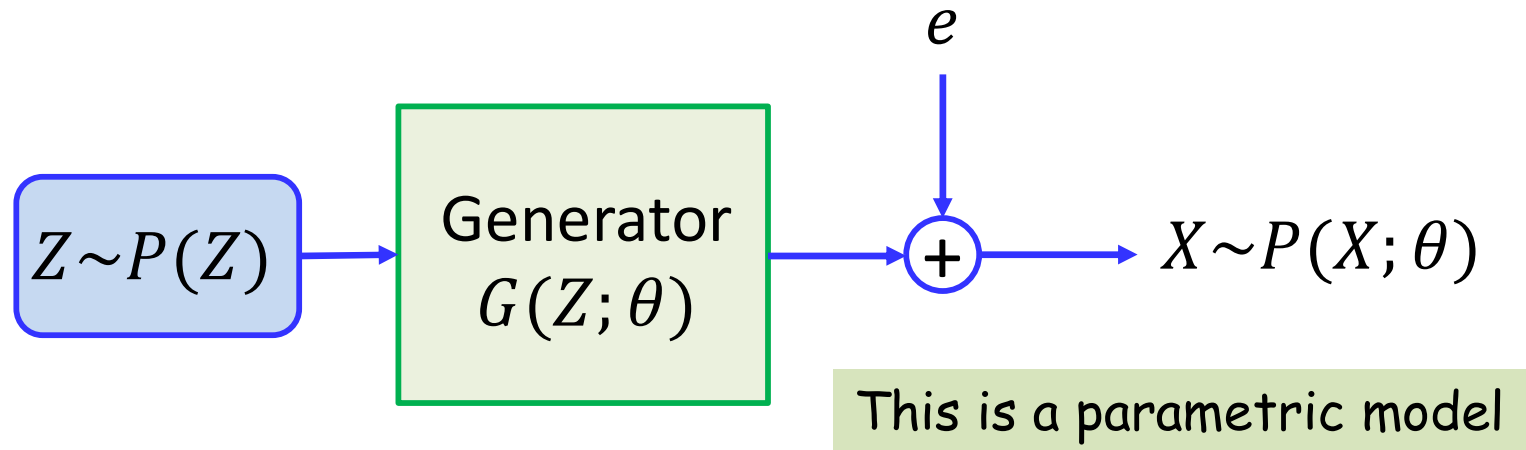 e
Z~P(Z)
Generator
G(Z; θ)
+
X~P(X; θ)
This is a parametric model